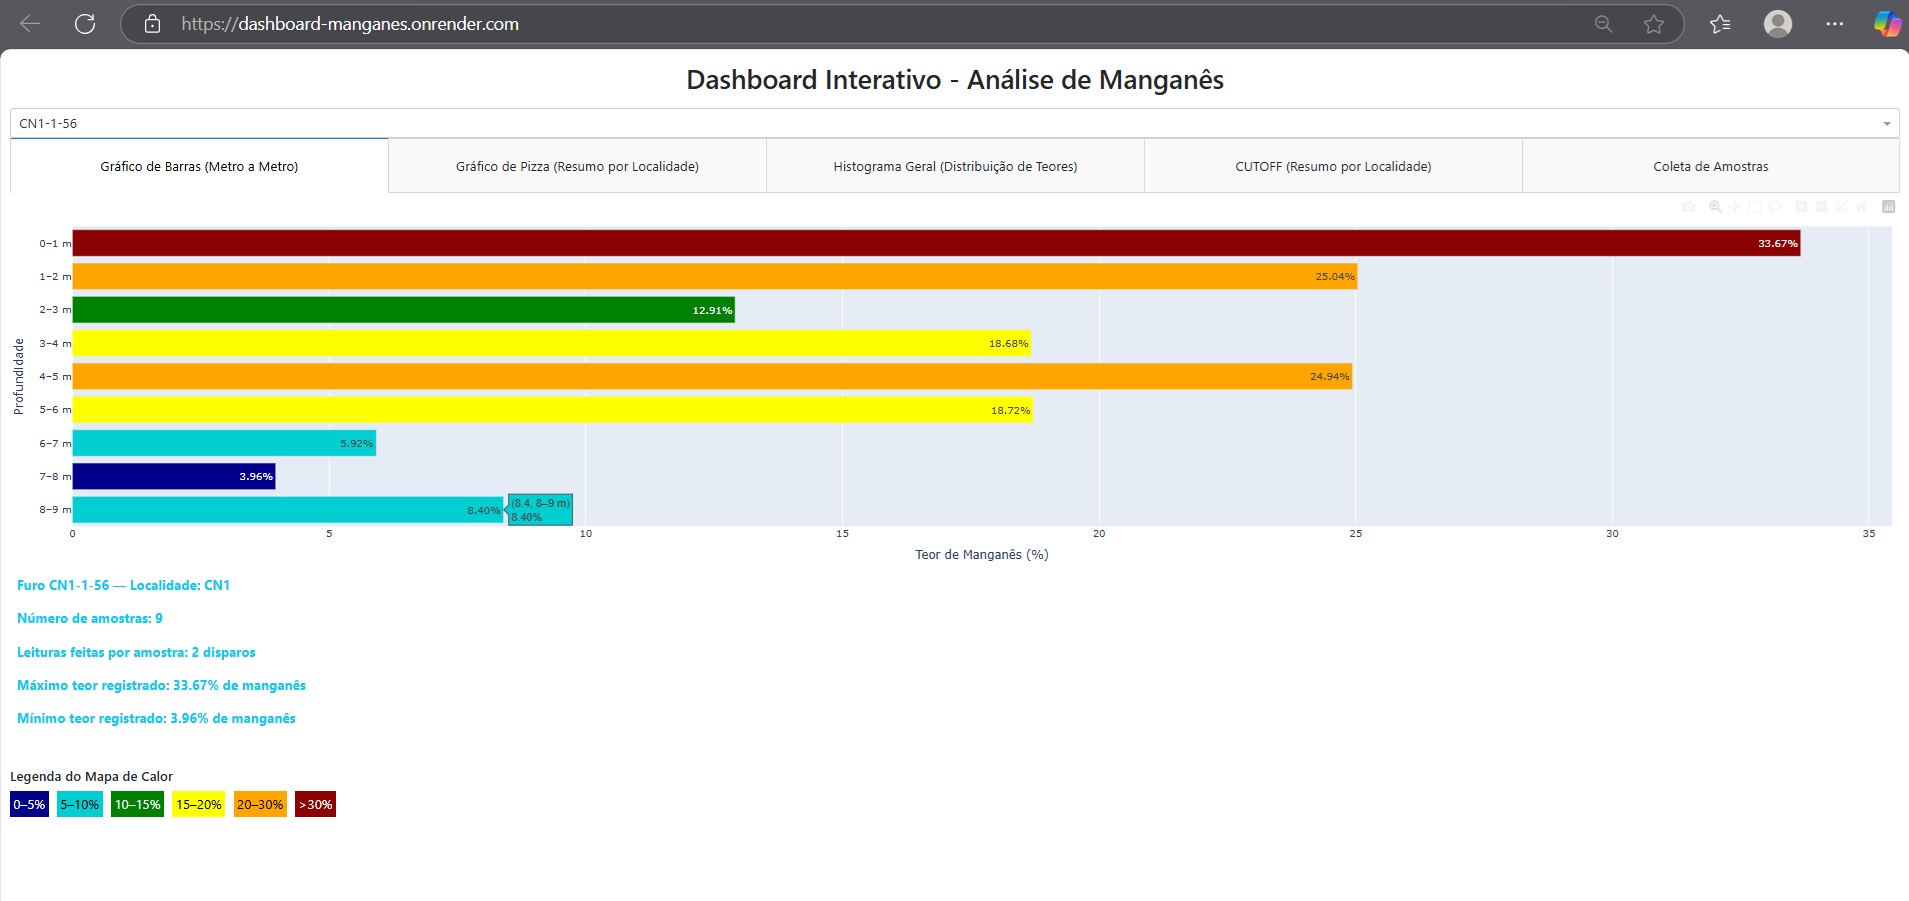 https://dashboard-manganes.onrender.com
Dashboard Interativo - Análise de Manganês
CN1-1-56
Gráfico de Barras (Metro a Metro)
Gráfico de Pizza (Resumo por Localidade)
Histograma Geral (Distribuição de Teores)
CUTOFF (Resumo por Localidade)
Coleta de Amostras
Profundidade
0–1 m 33.67%
1–2 m 25.04%
2–3 m 12.91%
3–4 m 18.68%
4–5 m 24.94%
5–6 m 18.72%
6–7 m 5.92%
7–8 m 3.96%
8–9 m 8.40%
(8.4, 8–9 m)
8.40%
0 5 10 15 20 25 30 35
Teor de Manganês (%)
Furo CN1-1-56 — Localidade: CN1
Número de amostras: 9
Leituras feitas por amostra: 2 disparos
Máximo teor registrado: 33.67% de manganês
Mínimo teor registrado: 3.96% de manganês
Legenda do Mapa de Calor
0–5% 5–10% 10–15% 15–20% 20–30% >30%